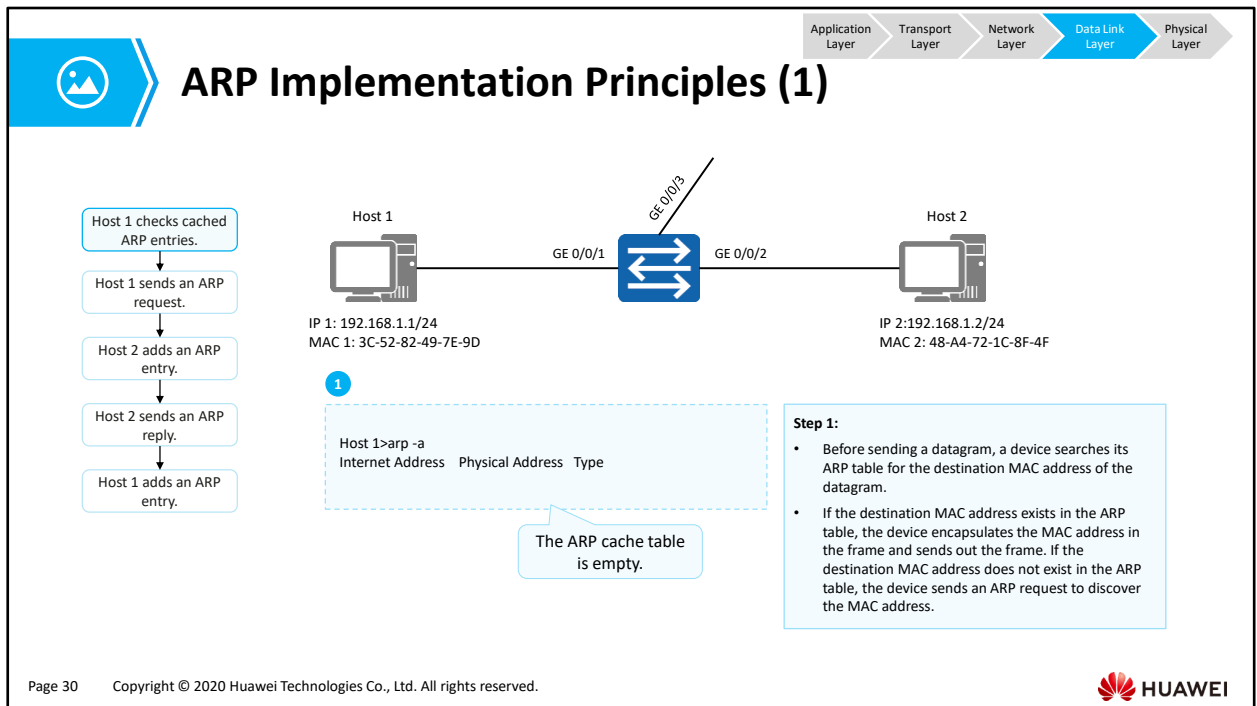 Application
Layer
Transport
Layer
Network
Layer
Data Link
Layer
Physical
Layer
ARP Implementation Principles (1)
Host 1 checks cached
ARP entries.
Host 1 sends an ARP
request.
Host 2 adds an ARP
entry.
Host 2 sends an ARP
reply.
Host 1 adds an ARP
entry.
Host 1
GE 0/0/1
GE 0/0/3
GE 0/0/2
Host 2
IP 1: 192.168.1.1/24
MAC 1: 3C-52-82-49-7E-9D
IP 2:192.168.1.2/24
MAC 2: 48-A4-72-1C-8F-4F
1
Host 1>arp -a
Internet Address Physical Address Type
The ARP cache table
is empty.
Step 1:
• Before sending a datagram, a device searches its
ARP table for the destination MAC address of the
datagram.
• If the destination MAC address exists in the ARP
table, the device encapsulates the MAC address in
the frame and sends out the frame. If the
destination MAC address does not exist in the ARP
table, the device sends an ARP request to discover
the MAC address.
Page 30 Copyright © 2020 Huawei Technologies Co., Ltd. All rights reserved.
HUAWEI